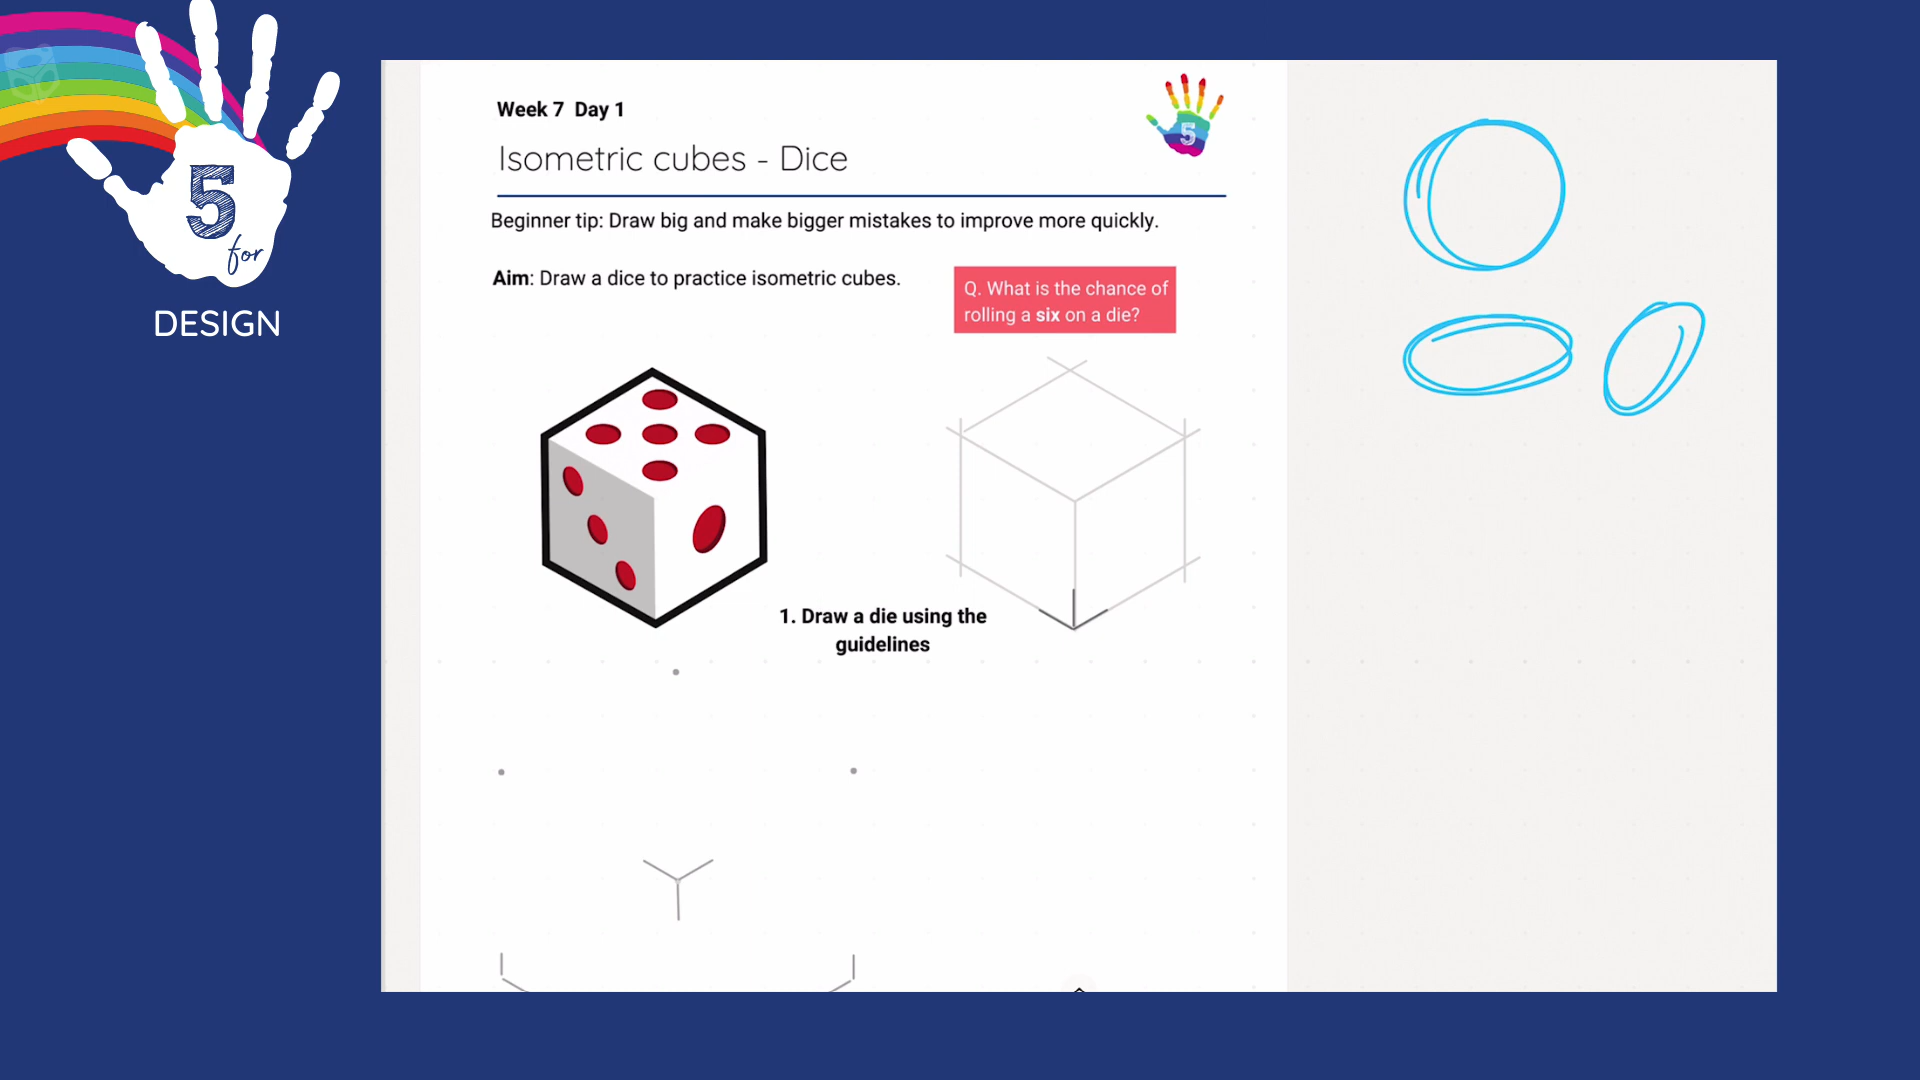 5
for
DESIGN
Week 7 Day 1
5
Isometric cubes - Dice
Beginner tip: Draw big and make bigger mistakes to improve more quickly.
Aim: Draw a dice to practice isometric cubes.
Q. What is the chance of
rolling a six on a die?
1. Draw a die using the
guidelines